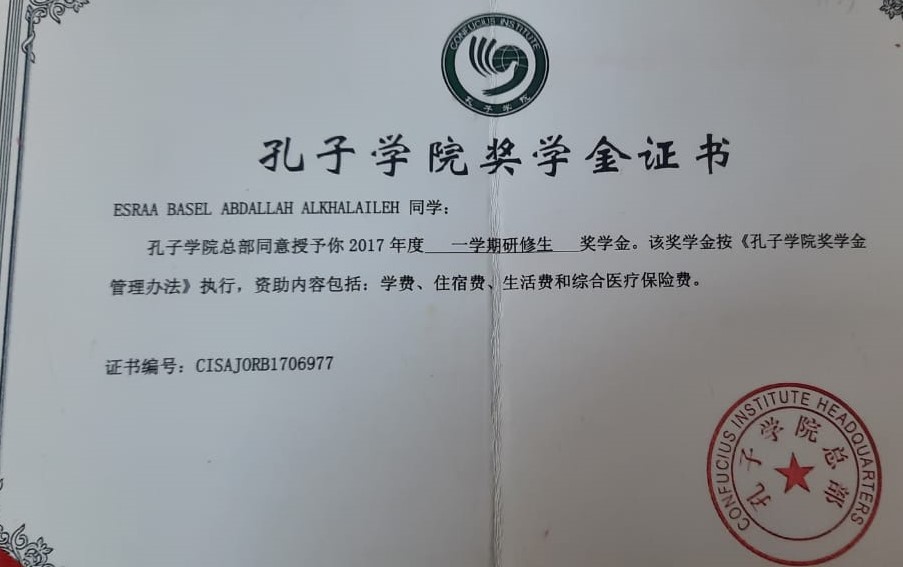 CONFUCIUS INSTITUTE
孔子学院
孔子学院奖学金证书
ESRAA BASEL ABDALLAH ALKHALAILEH 同学：
孔子学院总部同意授予你 2017 年度 一学期研修生 奖学金。该奖学金按《孔子学院奖学金
管理办法》执行，资助内容包括：学费、住宿费、生活费和综合医疗保险费。
证书编号：CISAJORB1706977
CONFUCIUS INSTITUTE HEADQUARTERS
孔子学院总部